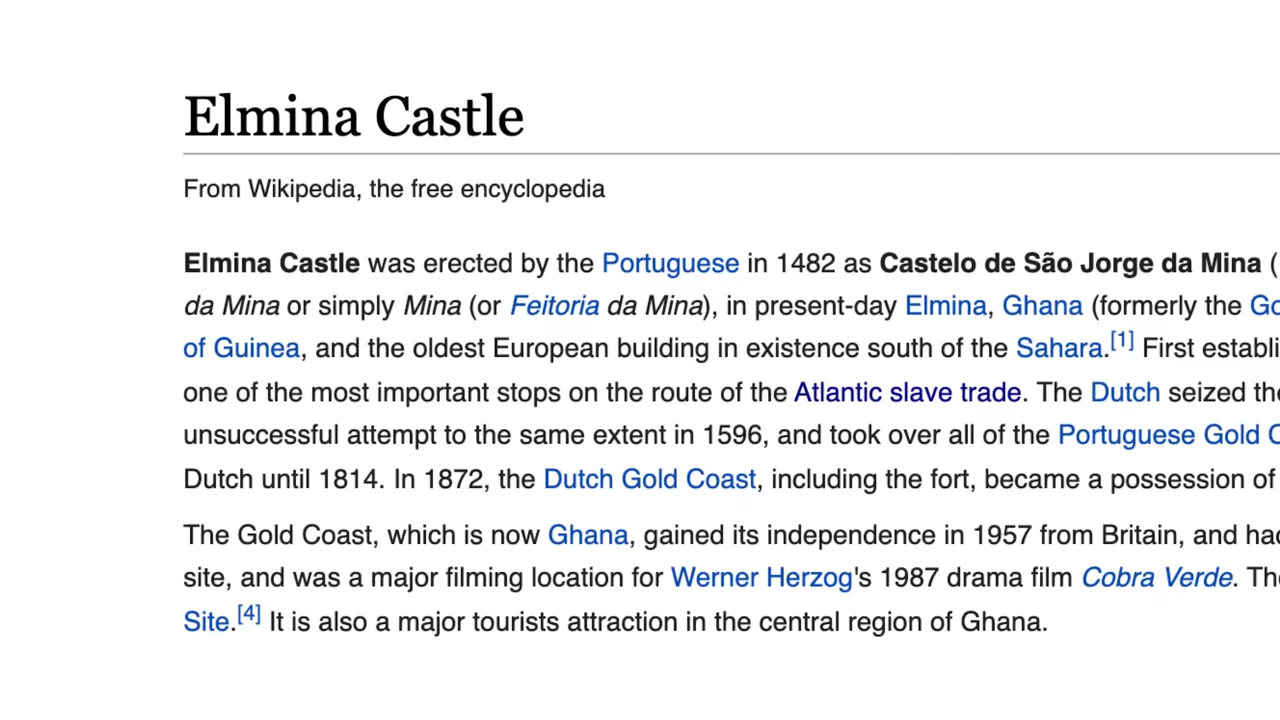 Elmina Castle
From Wikipedia, the free encyclopedia
Elmina Castle was erected by the Portuguese in 1482 as Castelo de São Jorge da Mina (
da Mina or simply Mina (or Feitoria da Mina), in present-day Elmina, Ghana (formerly the
of Guinea, and the oldest European building in existence south of the Sahara.[1] First
one of the most important stops on the route of the Atlantic slave trade. The Dutch seized
unsuccessful attempt to the same extent in 1596, and took over all of the Portuguese Gold
Dutch until 1814. In 1872, the Dutch Gold Coast, including the fort, became a possession of
The Gold Coast, which is now Ghana, gained its independence in 1957 from Britain, and
site, and was a major filming location for Werner Herzog's 1987 drama film Cobra Verde.
Site.[4] It is also a major tourists attraction in the central region of Ghana.